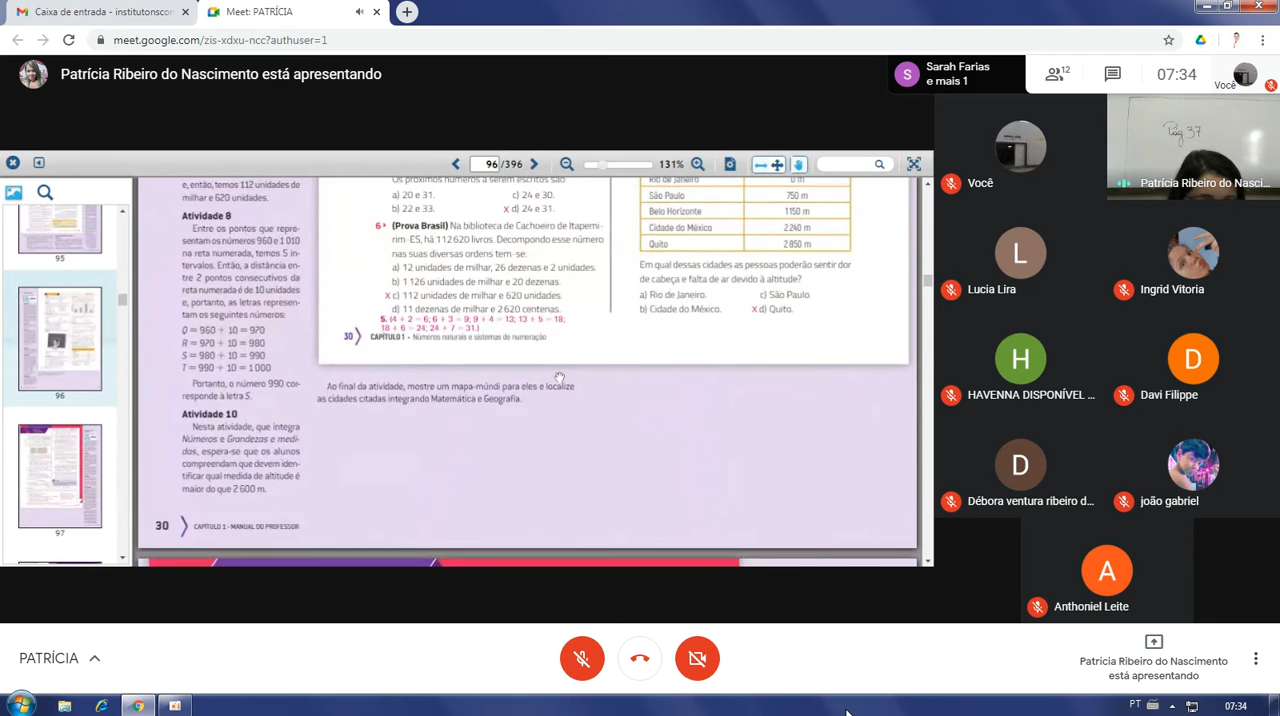 Caixa de entrada - institutonscon
Meet: PATRÍCIA
meet.google.com/zis-xdxu-ncc?authuser=1
Patrícia Ribeiro do Nascimento está apresentando
S
Sarah Farias
e mais 1
12
07:34
Você
96 /396
131%
e, então, temos 112 unidades de
milhar e 620 unidades.
Atividade 8
Entre os pontos que repre-
sentam os números 960 e 1 010
na reta numerada, temos 5 in-
tervalos. Então, a distância en-
tre 2 pontos consecutivos da
reta numerada é de 10 unidades
e, portanto, as letras represen-
tam os seguintes números:
Q = 960 + 10 = 970
R = 970 + 10 = 980
S = 980 + 10 = 990
T = 990 + 10 = 1 000
Portanto, o número 990 cor-
responde à letra S.
Atividade 10
Nesta atividade, que integra
Números e Grandezas e medi-
das, espera-se que os alunos
compreendam que devem iden-
tificar qual medida de altitude é
maior do que 2 600 m.
30 CAPÍTULO 1 - MANUAL DO PROFESSOR
Os próximos números a serem escritos são:
a) 20 e 31. c) 24 e 30.
b) 22 e 33. x d) 24 e 31.
6 (Prova Brasil) Na biblioteca de Cachoeiro de Itapemi-
rim-ES, há 112 620 livros. Decompondo esse número
nas suas diversas ordens tem-se:
a) 12 unidades de milhar, 26 dezenas e 2 unidades.
b) 1 126 unidades de milhar e 20 dezenas.
x c) 112 unidades de milhar e 620 unidades.
d) 11 dezenas de milhar e 2 620 centenas.
5. (4 + 2 = 6; 6 + 3 = 9; 9 + 4 = 13; 13 + 5 = 18;
18 + 6 = 24; 24 + 7 = 31.)
30 CAPÍTULO 1 • Números naturais e sistemas de numeração
Rio de Janeiro 0 m
São Paulo 750 m
Belo Horizonte 1 150 m
Cidade do México 2 240 m
Quito 2 850 m
Em qual dessas cidades as pessoas poderão sentir dor
de cabeça e falta de ar devido à altitude?
a) Rio de Janeiro. c) São Paulo.
b) Cidade do México. x d) Quito.
Ao final da atividade, mostre um mapa-múndi para eles e localize
as cidades citadas integrando Matemática e Geografia.
95
96
97
Pág 37
Você
Patrícia Ribeiro do Nasci...
L
Lucia Lira
Ingrid Vitoria
H
HAVENNA DISPONÍVEL ...
D
Davi Filippe
D
Débora ventura ribeiro d...
joão gabriel
A
Anthoniel Leite
PATRÍCIA
Patrícia Ribeiro do Nascimento
está apresentando
PT
07:34